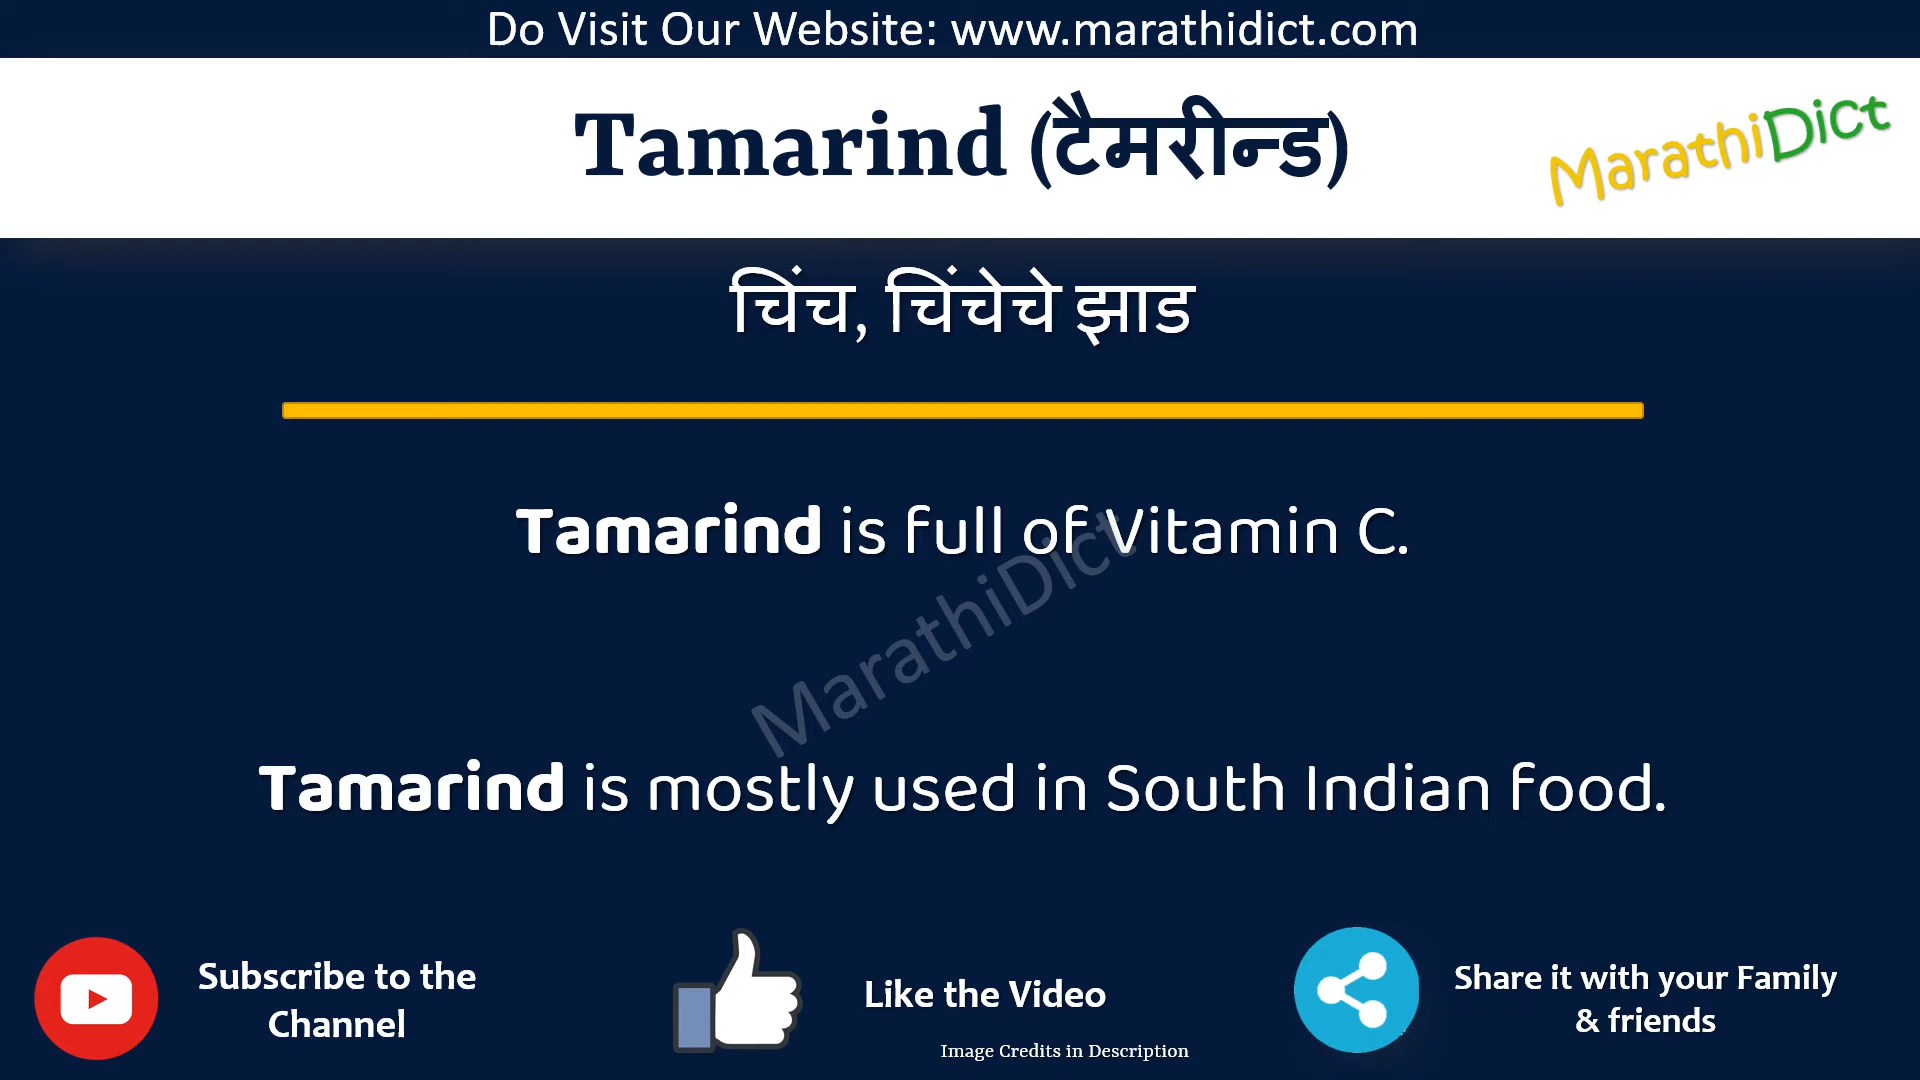 Do Visit Our Website: www.marathidict.com
Tamarind (टैमरीन्ड)
MarathiDict
चिंच, चिंचेचे झाड
Tamarind is full of Vitamin C.
MarathiDict
Tamarind is mostly used in South Indian food.
Subscribe to the
Channel
Like the Video
Share it with your Family
& friends
Image Credits in Description